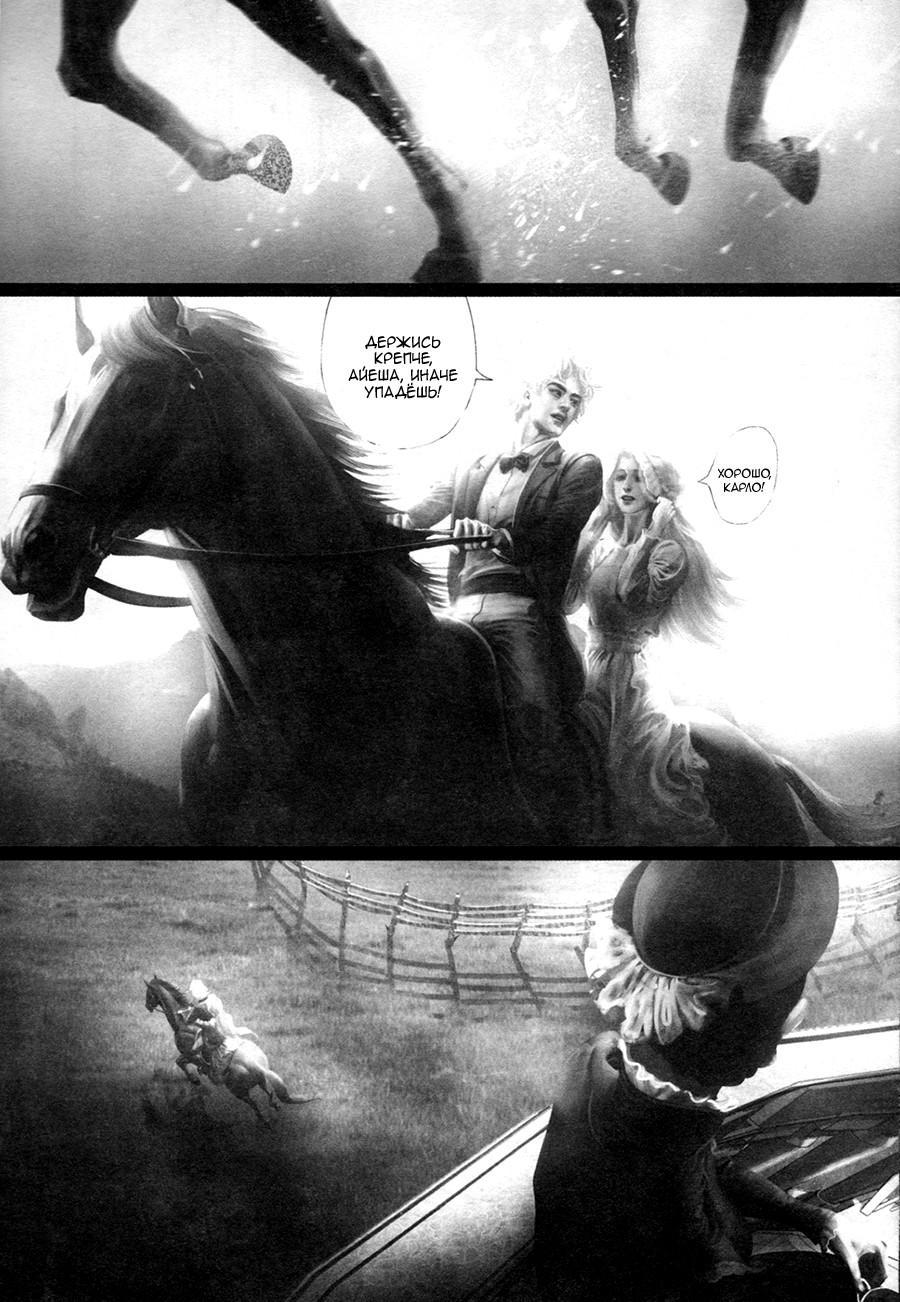 ДЕРЖИСЬ
КРЕПЧЕ,
АЙЕША, ИНАЧЕ
УПАДЁШЬ!
ХОРОШО,
КАРЛО!